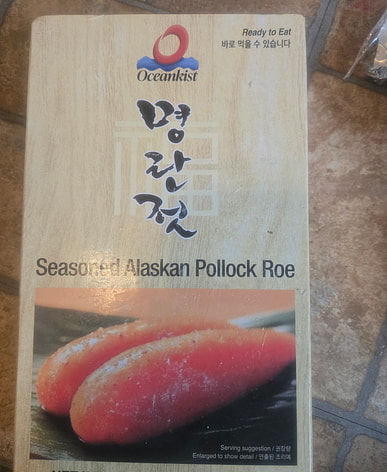 Ready to Eat
바로 먹을 수 있습니다
Oceankist
명란젓
Seasoned Alaskan Pollock Roe
Serving suggestion / 권장량
Enlarged to show detail / 연출된 조리예